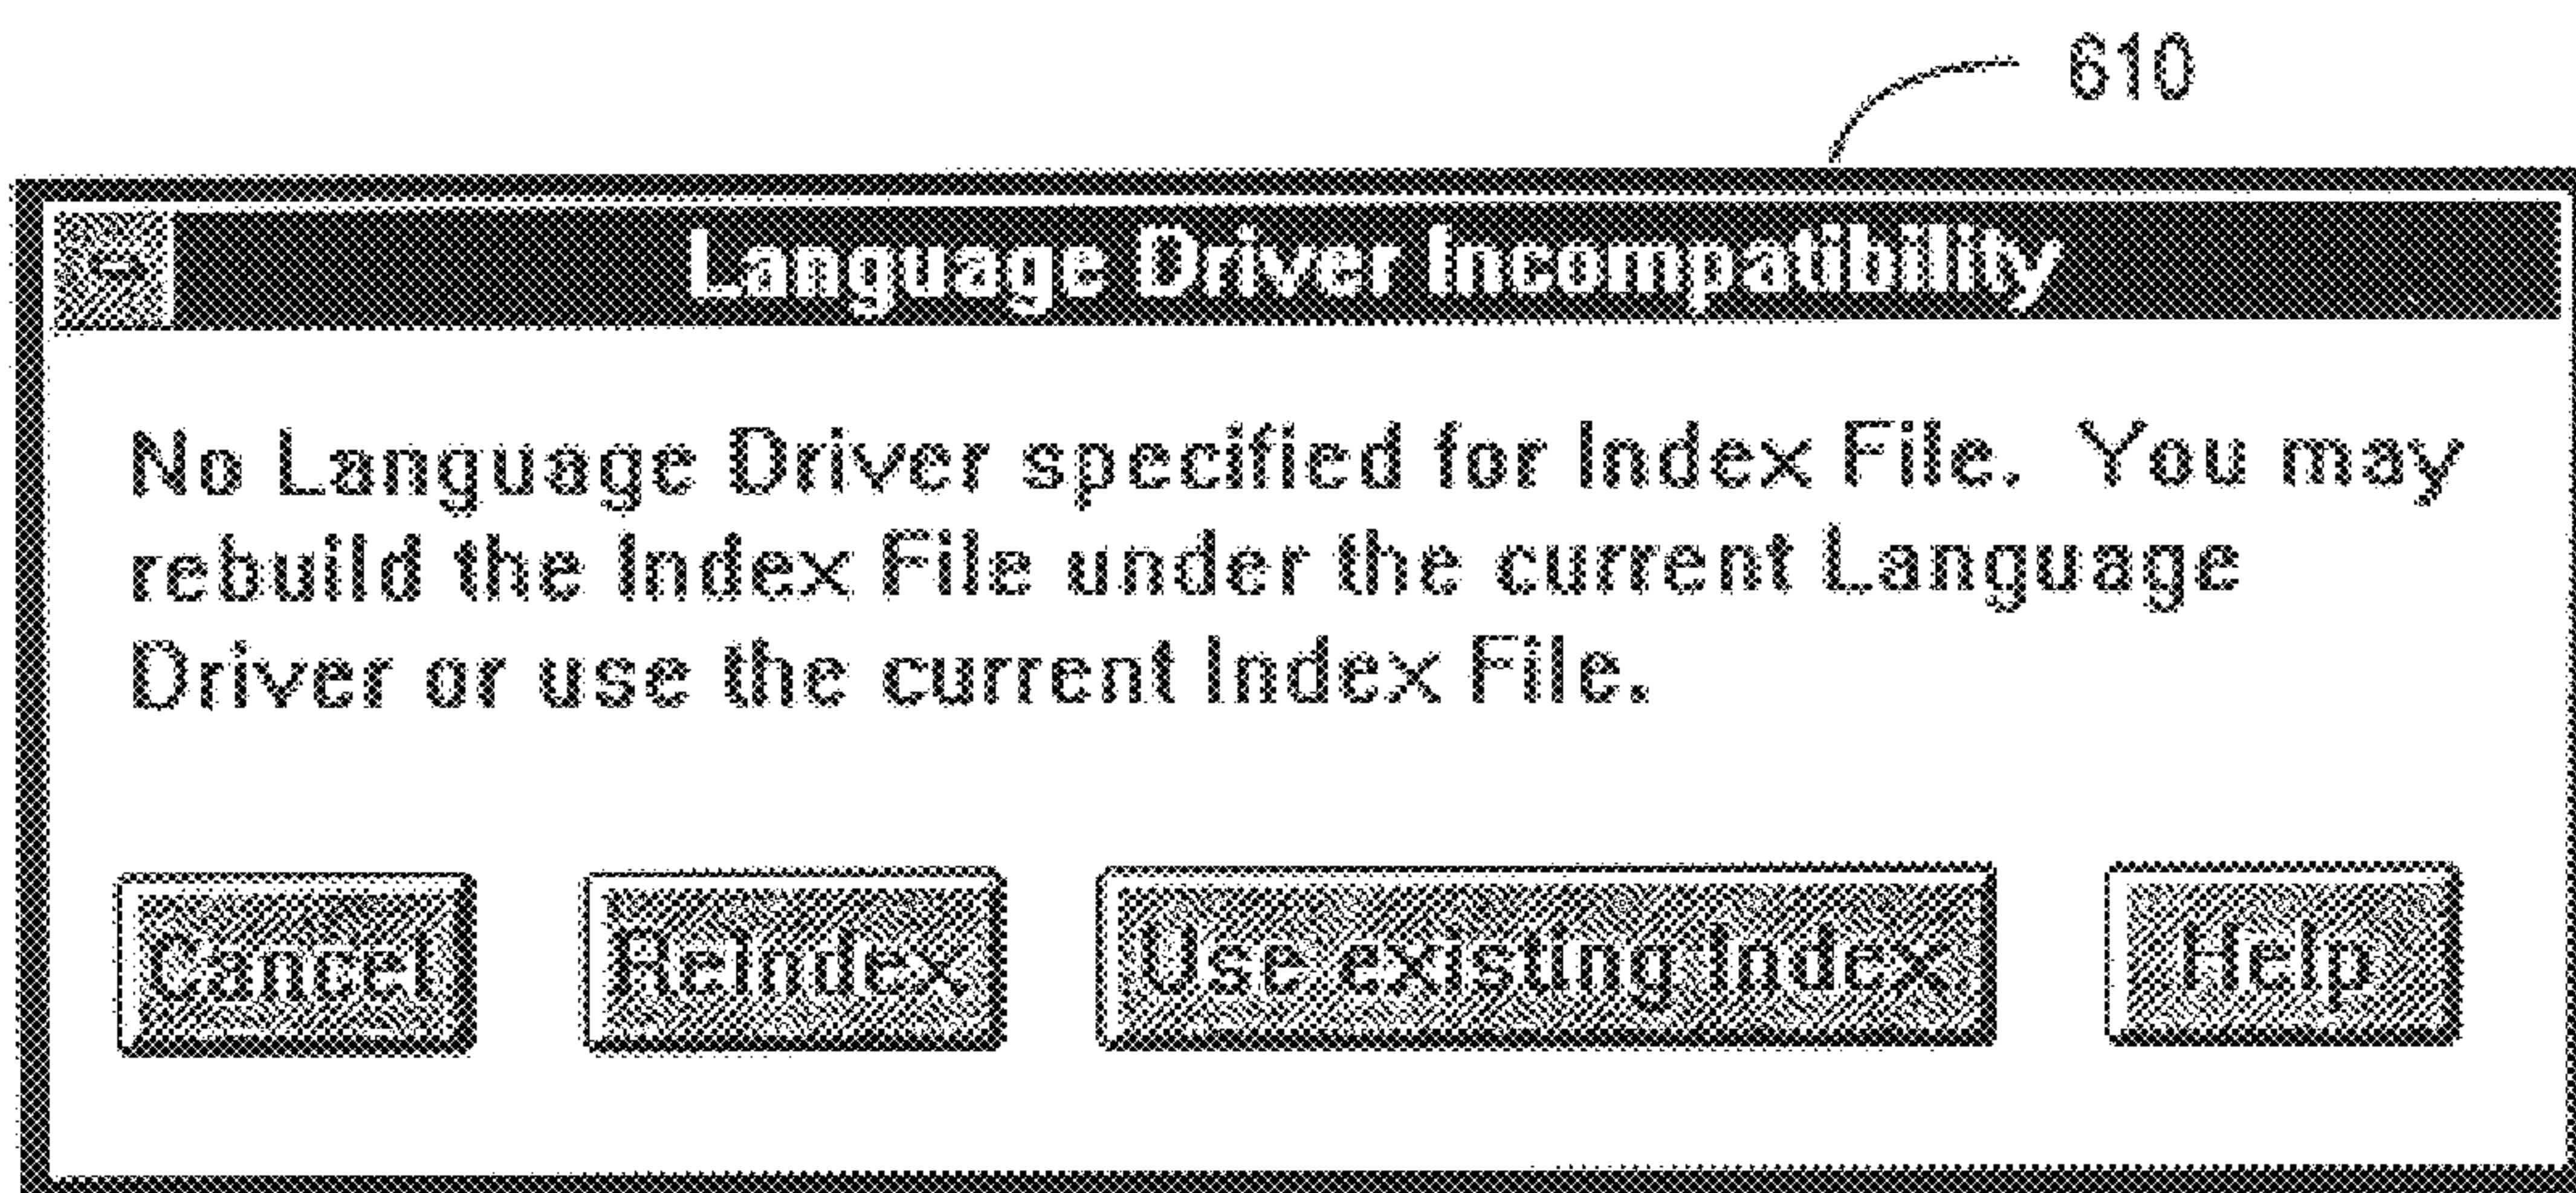 610
Language Driver Incompatibility
No Language Driver specified for Index File. You may
rebuild the Index File under the current Language
Driver or use the current Index File.
Cancel ReIndex Use existing Index Help